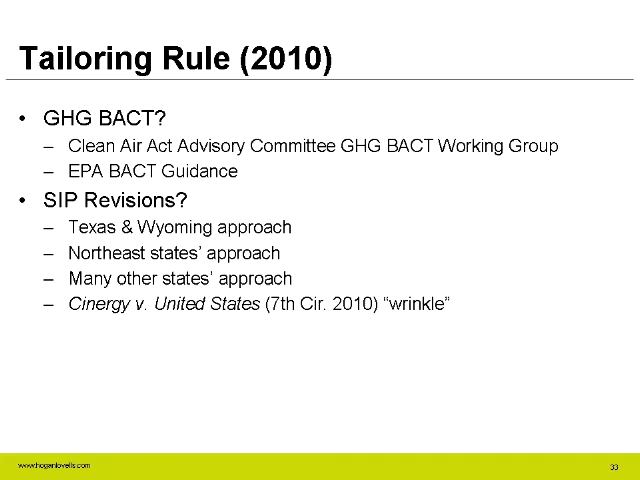 Tailoring Rule (2010)
• GHG BACT?
– Clean Air Act Advisory Committee GHG BACT Working Group
– EPA BACT Guidance
• SIP Revisions?
– Texas & Wyoming approach
– Northeast states’ approach
– Many other states’ approach
– Cinergy v. United States (7th Cir. 2010) “wrinkle”
www.hoganlovells.com
33